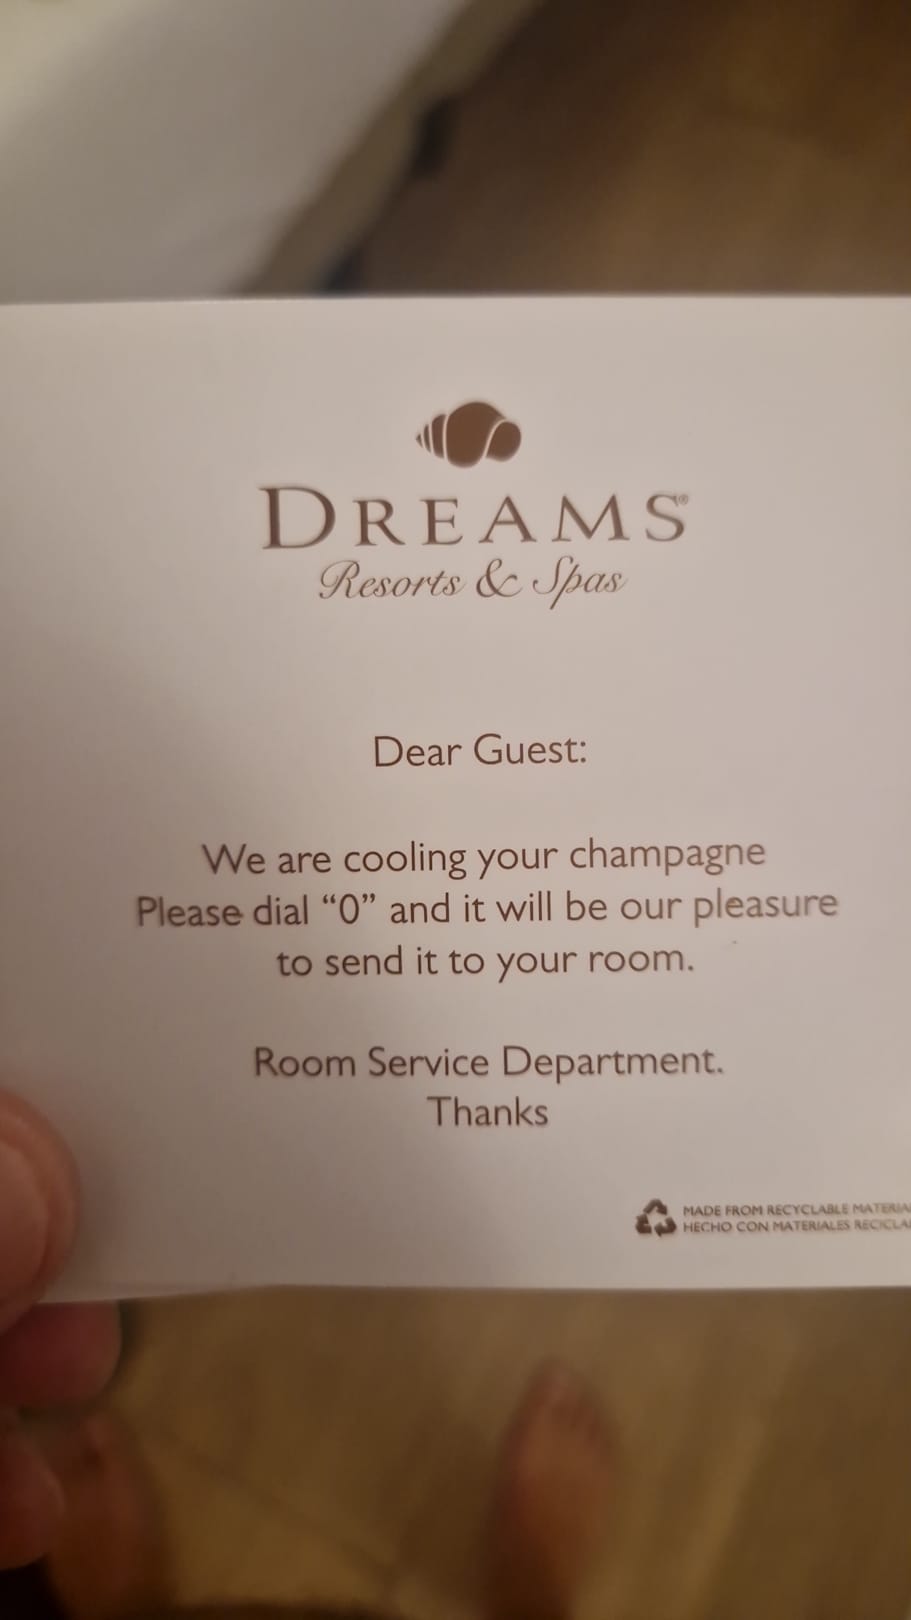 DREAMS®
Resorts & Spas
Dear Guest:
We are cooling your champagne
Please dial “0” and it will be our pleasure
to send it to your room.
Room Service Department.
Thanks
MADE FROM RECYCLABLE
HECHO CON MATERIALES